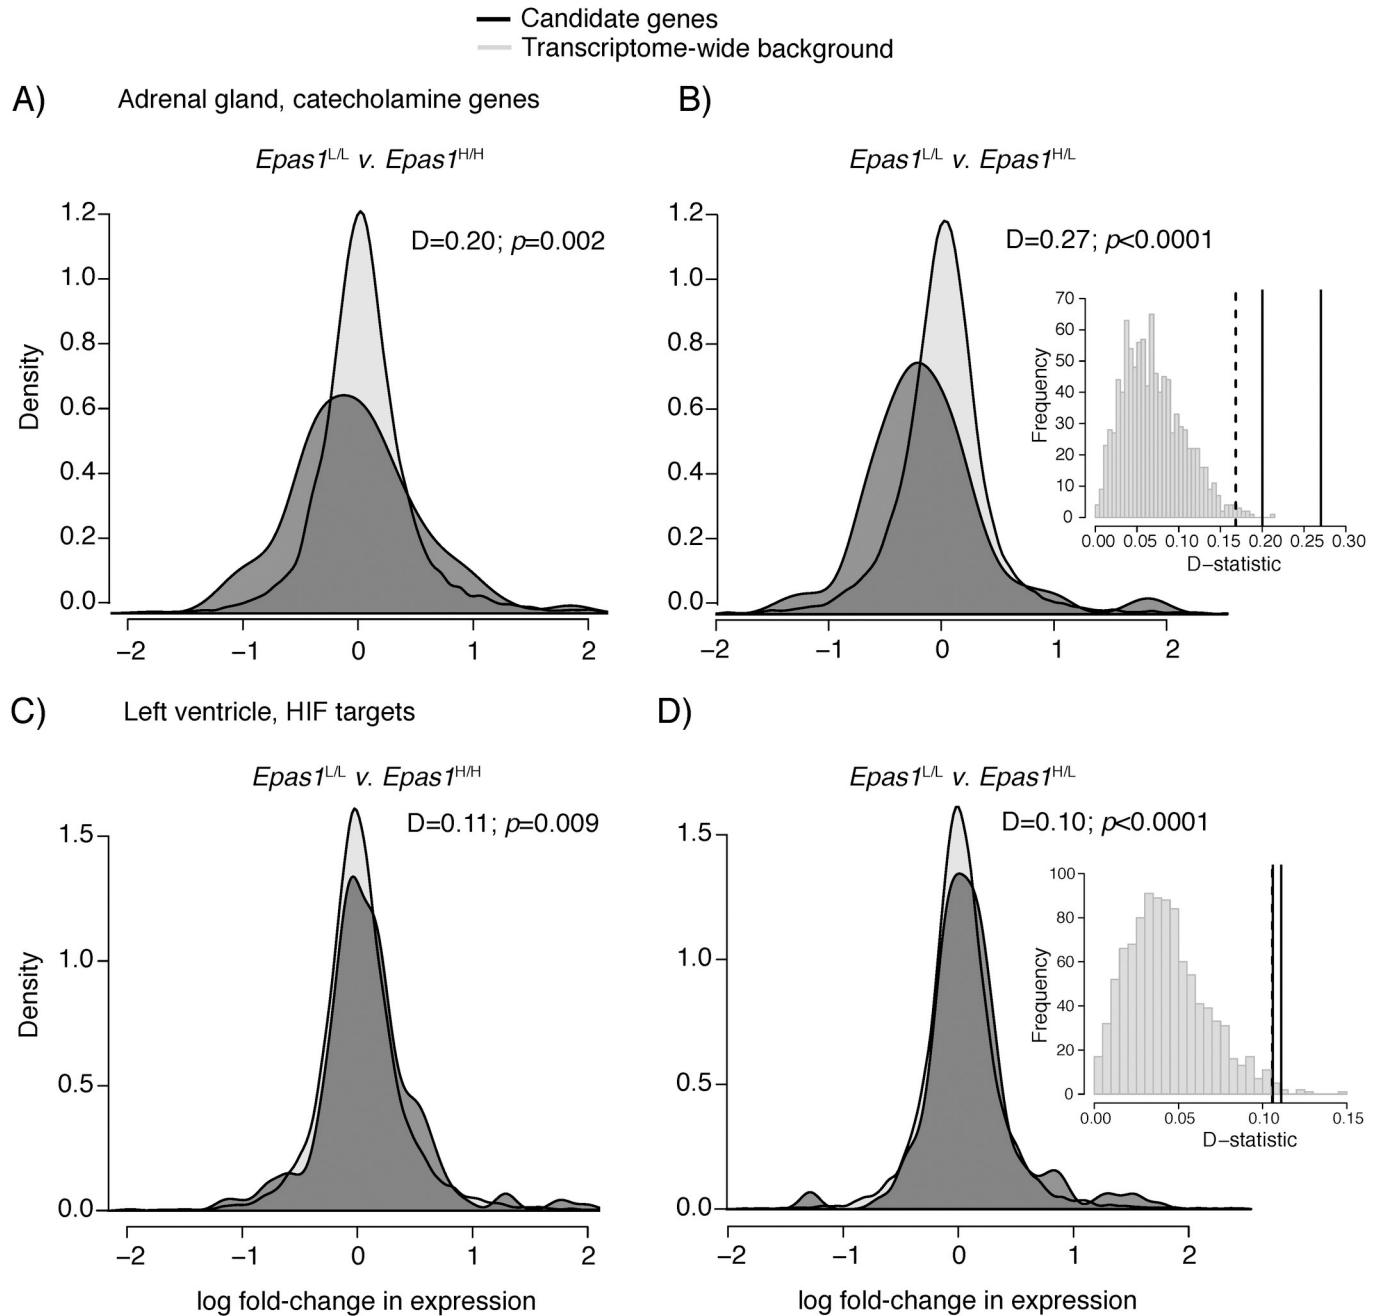 Candidate genes
Transcriptome-wide background
A) Adrenal gland, catecholamine genes
B)
Epas1L/L v. Epas1H/H
D=0.20; p=0.002
Density
1.2
1.0
0.8
0.6
0.4
0.2
0.0
−2 −1 0 1 2
Epas1L/L v. Epas1H/L
D=0.27; p<0.0001
1.2
1.0
0.8
0.6
0.4
0.2
0.0
−2 −1 0 1 2
Frequency
70
60
50
40
30
20
10
0
0.00 0.05 0.10 0.15 0.20 0.25 0.30
D−statistic
C) Left ventricle, HIF targets
D)
Epas1L/L v. Epas1H/H
D=0.11; p=0.009
Density
1.5
1.0
0.5
0.0
−2 −1 0 1 2
log fold-change in expression
Epas1L/L v. Epas1H/L
D=0.10; p<0.0001
1.5
1.0
0.5
0.0
−2 −1 0 1 2
log fold-change in expression
Frequency
100
80
60
40
20
0
0.00 0.05 0.10 0.15
D−statistic